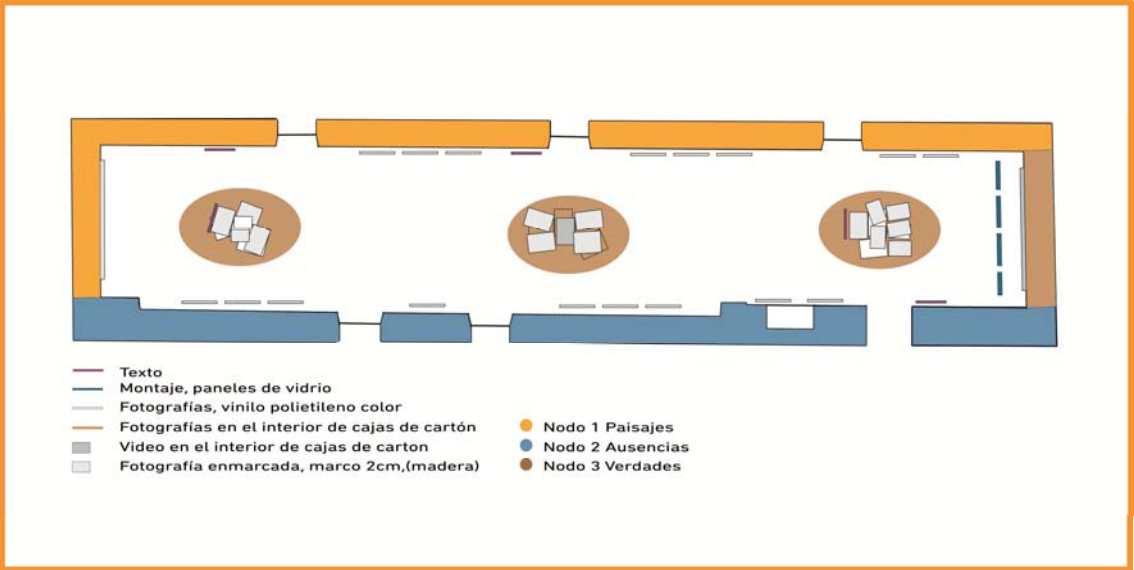 Texto
Montaje, paneles de vidrio
Fotografías, vinilo polietileno color
Fotografías en el interior de cajas de cartón
Video en el interior de cajas de carton
Fotografía enmarcada, marco 2cm,(madera)
Nodo 1 Paisajes
Nodo 2 Ausencias
Nodo 3 Verdades